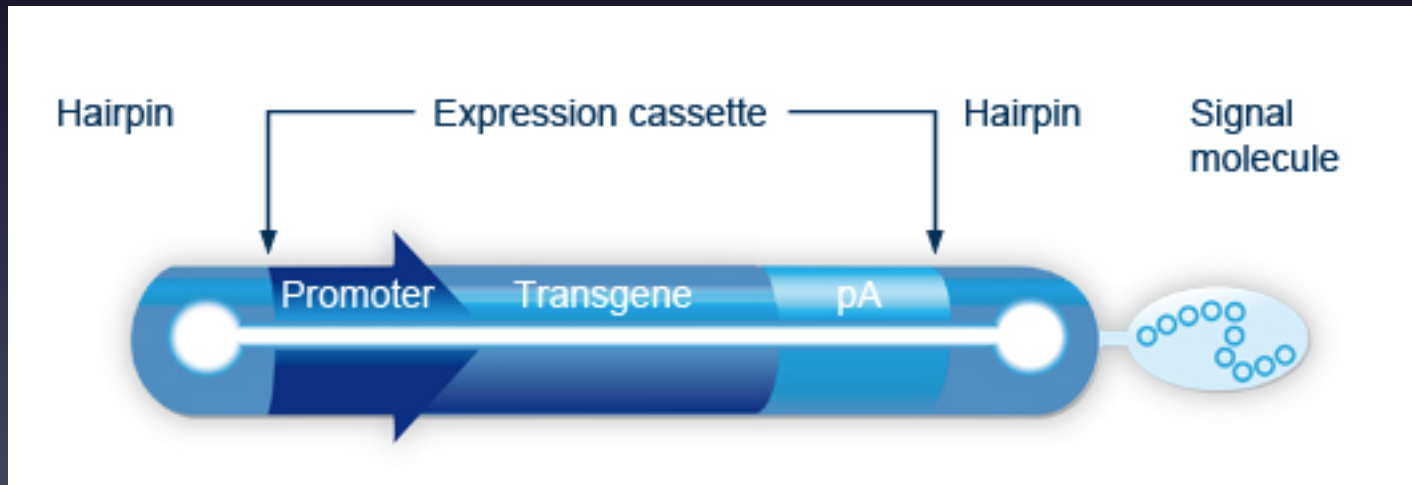 Hairpin
Expression cassette
Hairpin
Signal
molecule
Promoter
Transgene
pA